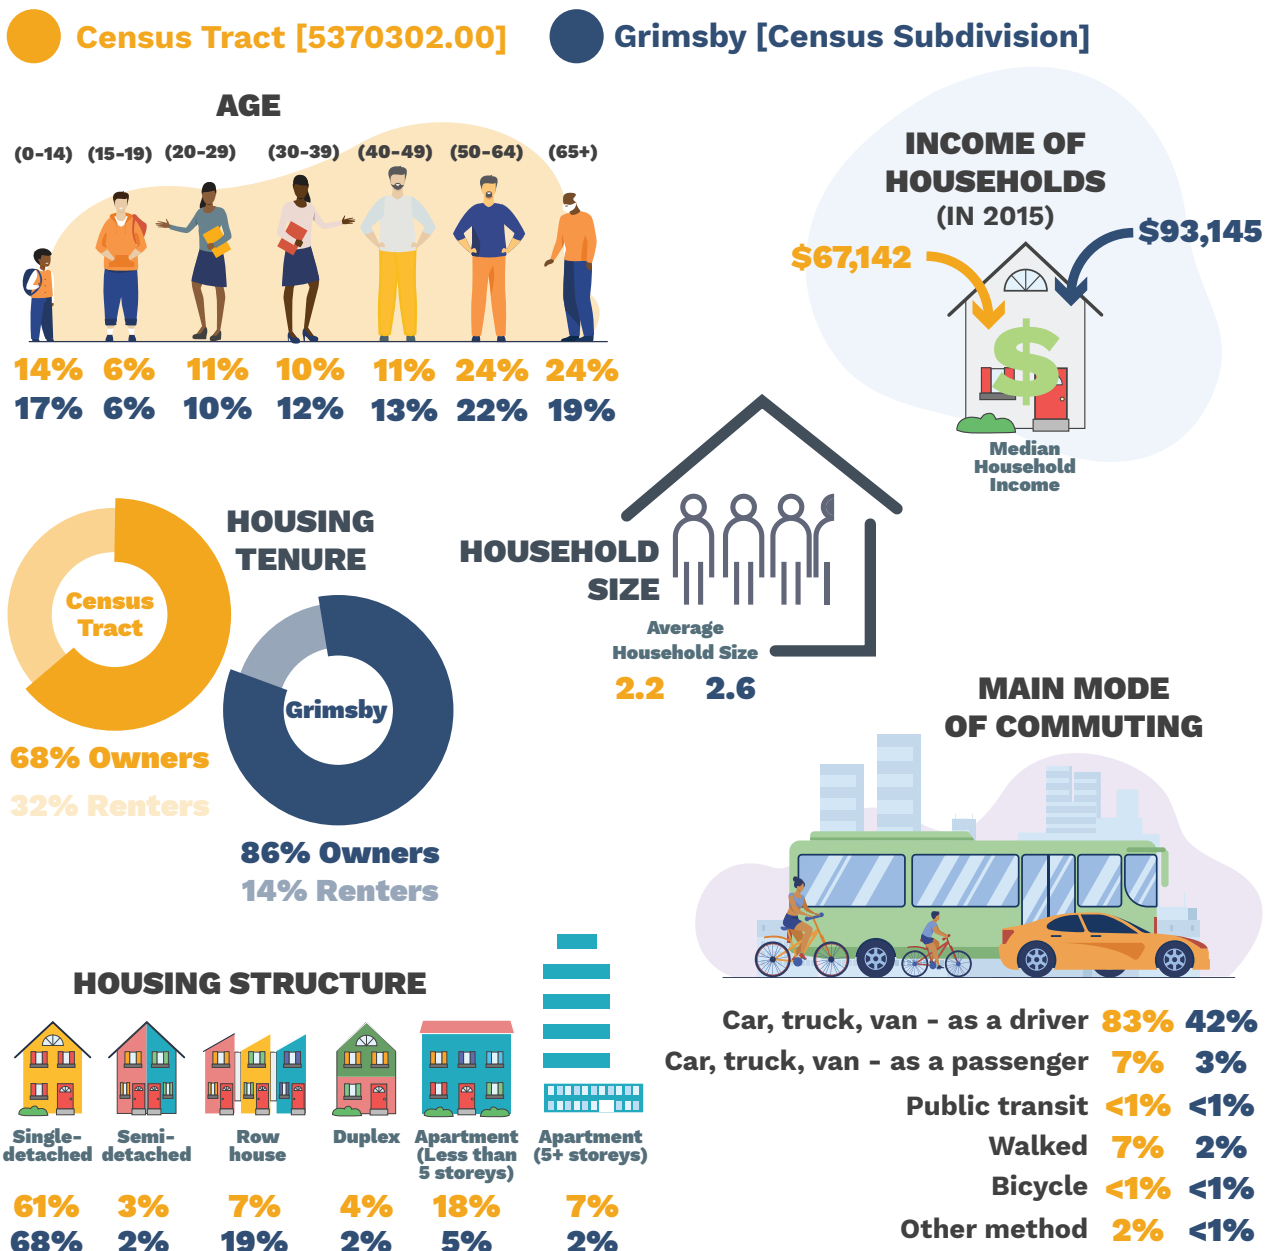 Census Tract [5370302.00]
Grimsby [Census Subdivision]
AGE
(0-14) (15-19) (20-29) (30-39) (40-49) (50-64) (65+)
14% 6% 11% 10% 11% 24% 24%
17% 6% 10% 12% 13% 22% 19%
INCOME OF
HOUSEHOLDS
(IN 2015)
$67,142
$93,145
$
Median
Household
Income
HOUSING
TENURE
Census
Tract
Grimsby
68% Owners
32% Renters
86% Owners
14% Renters
HOUSEHOLD
SIZE
Average
Household Size
2.2 2.6
MAIN MODE
OF COMMUTING
Car, truck, van - as a driver 83% 42%
Car, truck, van - as a passenger 7% 3%
Public transit <1% <1%
Walked 7% 2%
Bicycle <1% <1%
Other method 2% <1%
HOUSING STRUCTURE
Single-
detached
Semi-
detached
Row
house
Duplex
Apartment
(Less than
5 storeys)
Apartment
(5+ storeys)
61% 3% 7% 4% 18% 7%
68% 2% 19% 2% 5% 2%